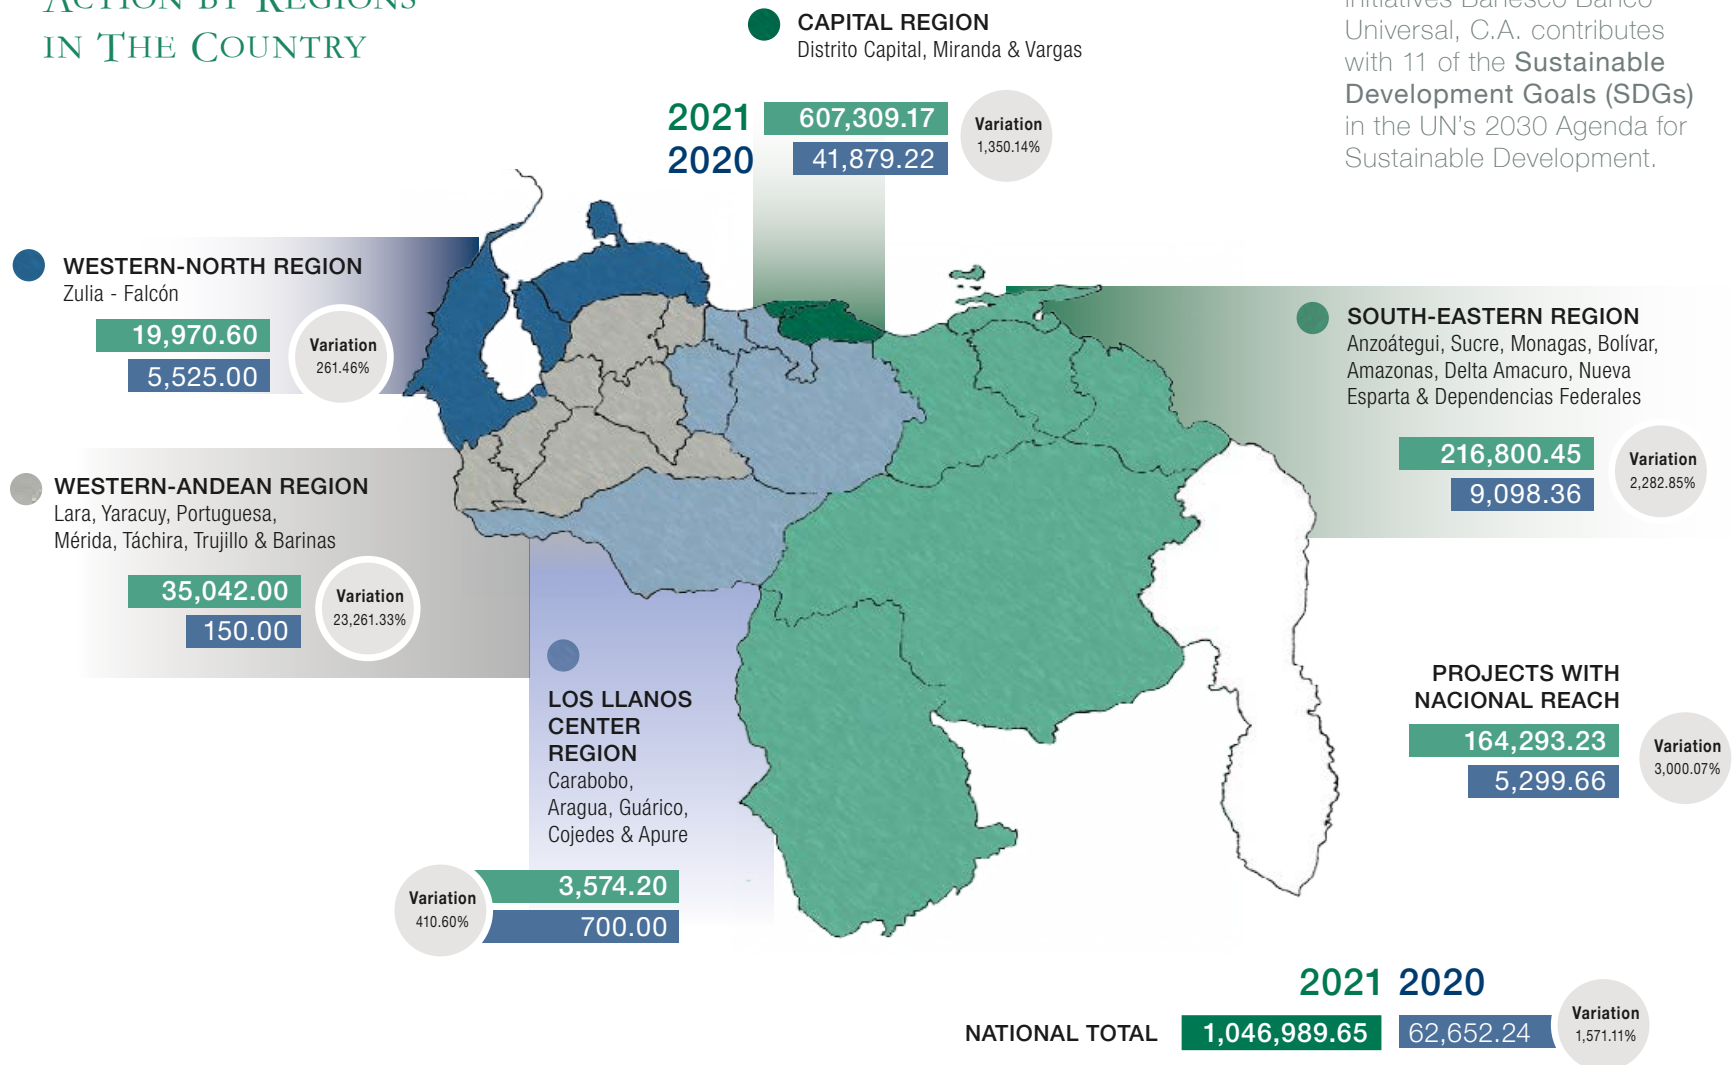 ACTION BY REGIONS
IN THE COUNTRY
CAPITAL REGION
Distrito Capital, Miranda & Vargas
2021 607,309.17
2020 41,879.22
Variation
1,350.14%
initiatives Banesco Banco
Universal, C.A. contributes
with 11 of the Sustainable
Development Goals (SDGs)
in the UN's 2030 Agenda for
Sustainable Development.
WESTERN-NORTH REGION
Zulia - Falcón
19,970.60
5,525.00
Variation
261.46%
SOUTH-EASTERN REGION
Anzoátegui, Sucre, Monagas, Bolívar,
Amazonas, Delta Amacuro, Nueva
Esparta & Dependencias Federales
216,800.45
9,098.36
Variation
2,282.85%
WESTERN-ANDEAN REGION
Lara, Yaracuy, Portuguesa,
Mérida, Táchira, Trujillo & Barinas
35,042.00
150.00
Variation
23,261.33%
LOS LLANOS
CENTER
REGION
Carabobo,
Aragua, Guárico,
Cojedes & Apure
3,574.20
700.00
Variation
410.60%
PROJECTS WITH
NACIONAL REACH
164,293.23
5,299.66
Variation
3,000.07%
2021 2020
NATIONAL TOTAL 1,046,989.65 62,652.24
Variation
1,571.11%